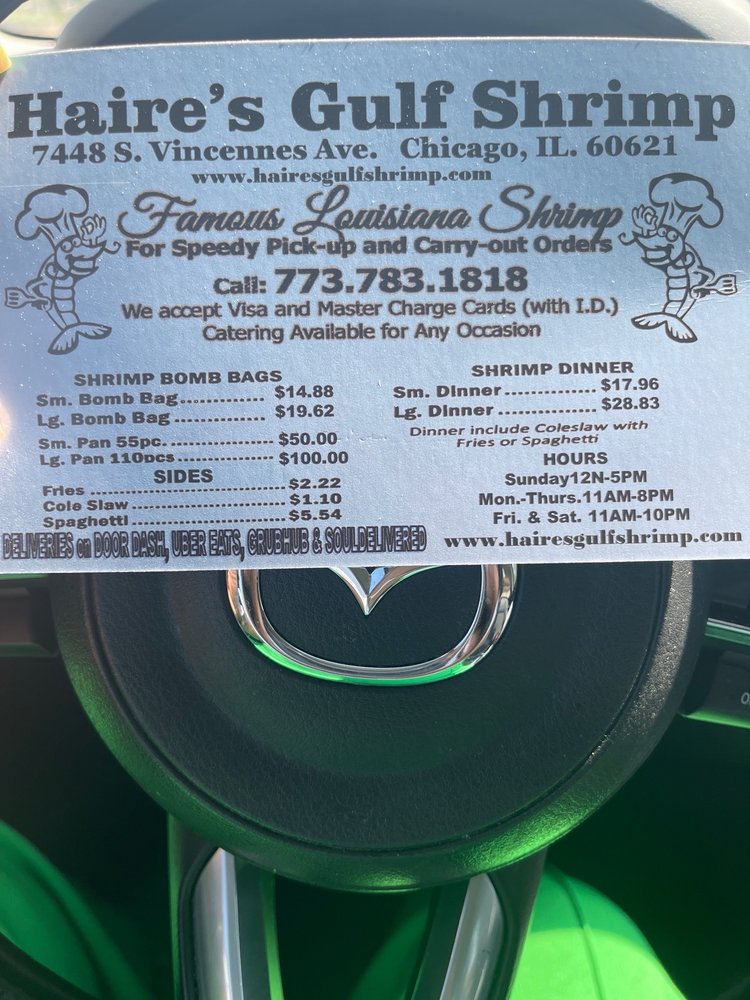 Haire's Gulf Shrimp
7448 S. Vincennes Ave. Chicago, IL. 60621
www.hairesgulfshrimp.com
Famous Louisiana Shrimp
For Speedy Pick-up and Carry-out Orders
Call: 773.783.1818
We accept Visa and Master Charge Cards (with I.D.)
Catering Available for Any Occasion
SHRIMP BOMB BAGS
Sm. Bomb Bag............. $14.88
Lg. Bomb Bag ............... $19.62
Sm. Pan 55pc................. $50.00
Lg. Pan 110pcs............... $100.00
SIDES
Fries ............................. $2.22
Cole Slaw....................... $1.10
Spaghetti....................... $5.54
DELIVERIES on DOOR DASH, UBER EATS, GRUBHUB & SOULDELIVERED
SHRIMP DINNER
Sm. Dinner.............. $17.96
Lg. Dinner ............... $28.83
Dinner include Coleslaw with
Fries or Spaghetti
HOURS
Sunday12N-5PM
Mon.-Thurs.11AM-8PM
Fri. & Sat. 11AM-10PM
www.hairesgulfshrimp.com